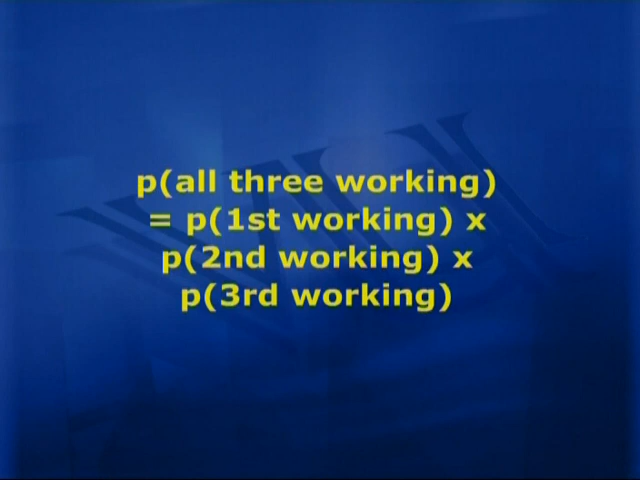 p(all three working)
= p(1st working) x
p(2nd working) x
p(3rd working)